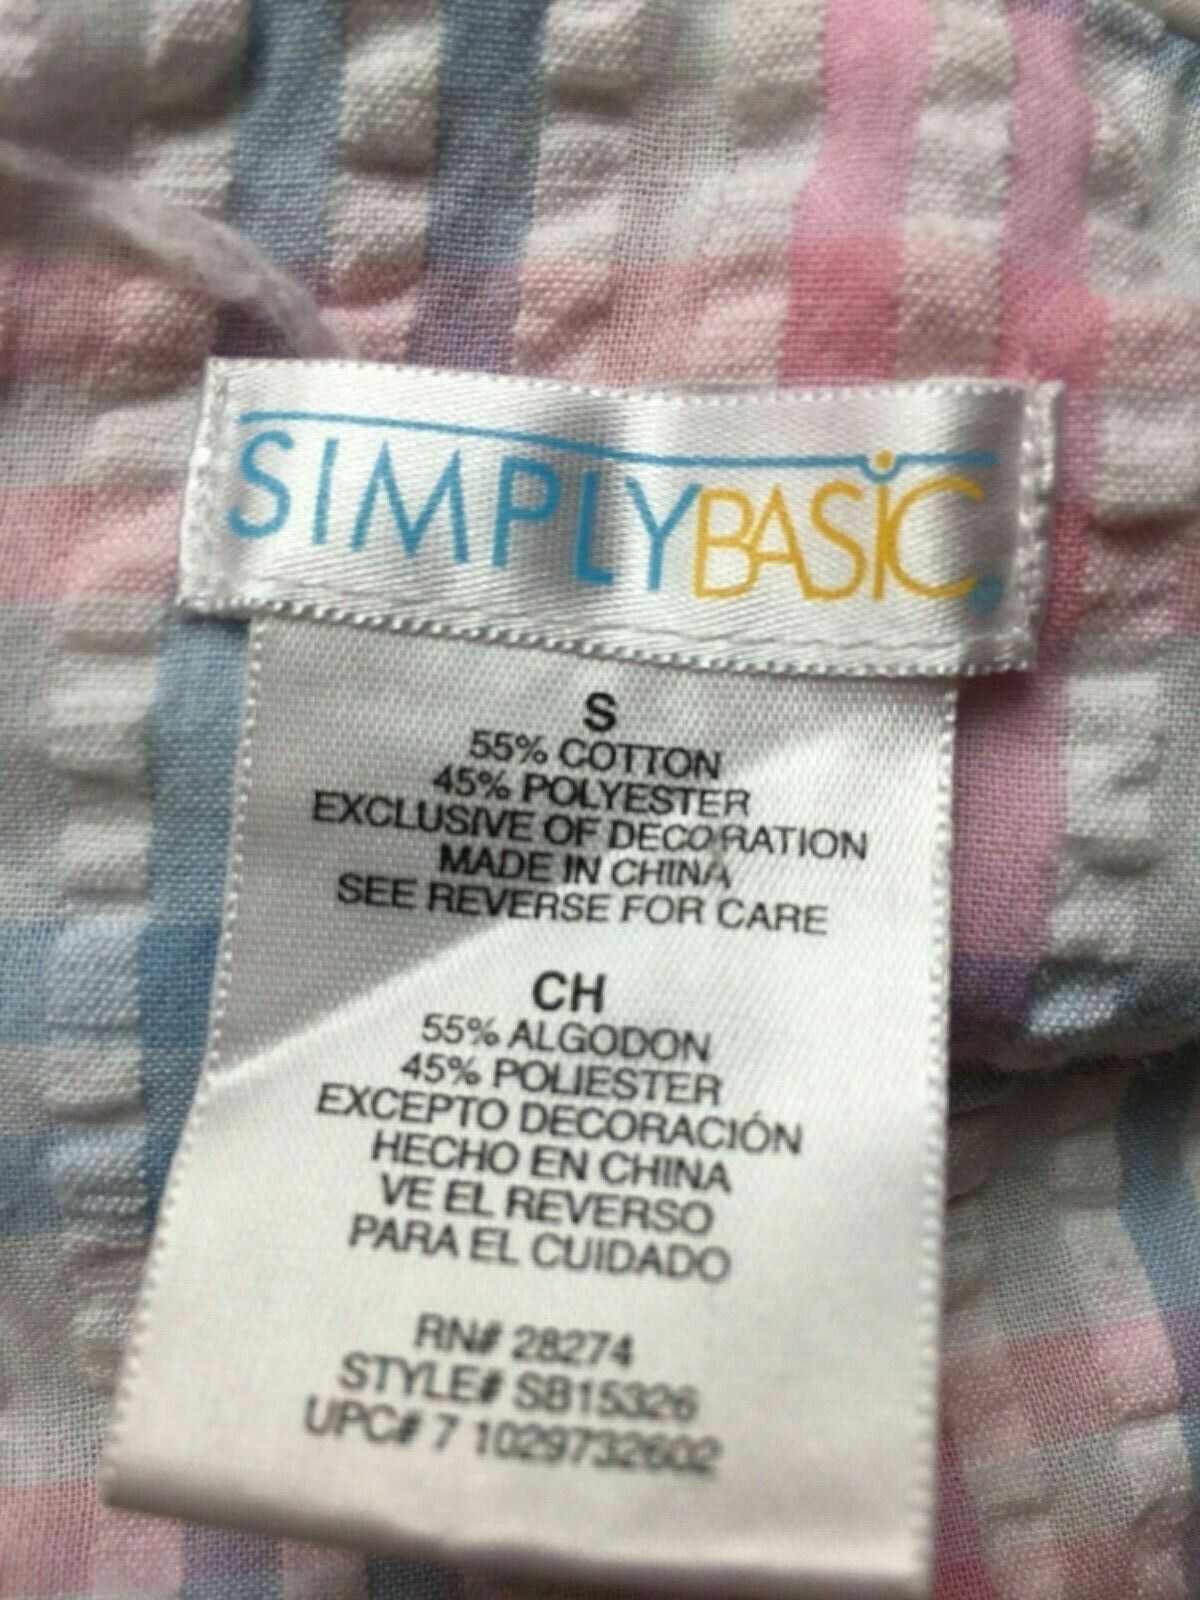 SIMPLYBASiC®
S
55% COTTON
45% POLYESTER
EXCLUSIVE OF DECORATION
MADE IN CHINA
SEE REVERSE FOR CARE
CH
55% ALGODON
45% POLIESTER
EXCEPTO DECORACIÓN
HECHO EN CHINA
VE EL REVERSO
PARA EL CUIDADO
RN# 28274
STYLE# SB15326
UPC# 7 1029732602